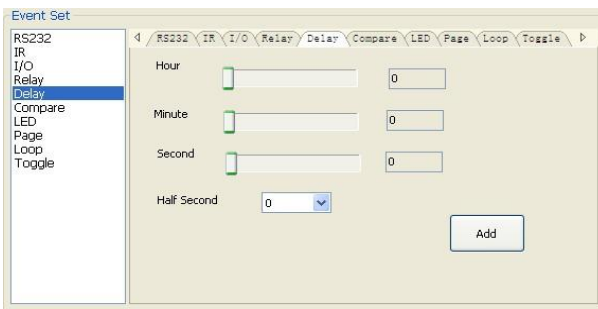 Event Set
RS232
IR
I/O
Relay
Delay
Compare
LED
Page
Loop
Toggle
RS232 IR I/O Relay Delay Compare LED Page Loop Toggle
Hour 0
Minute 0
Second 0
Half Second 0
Add